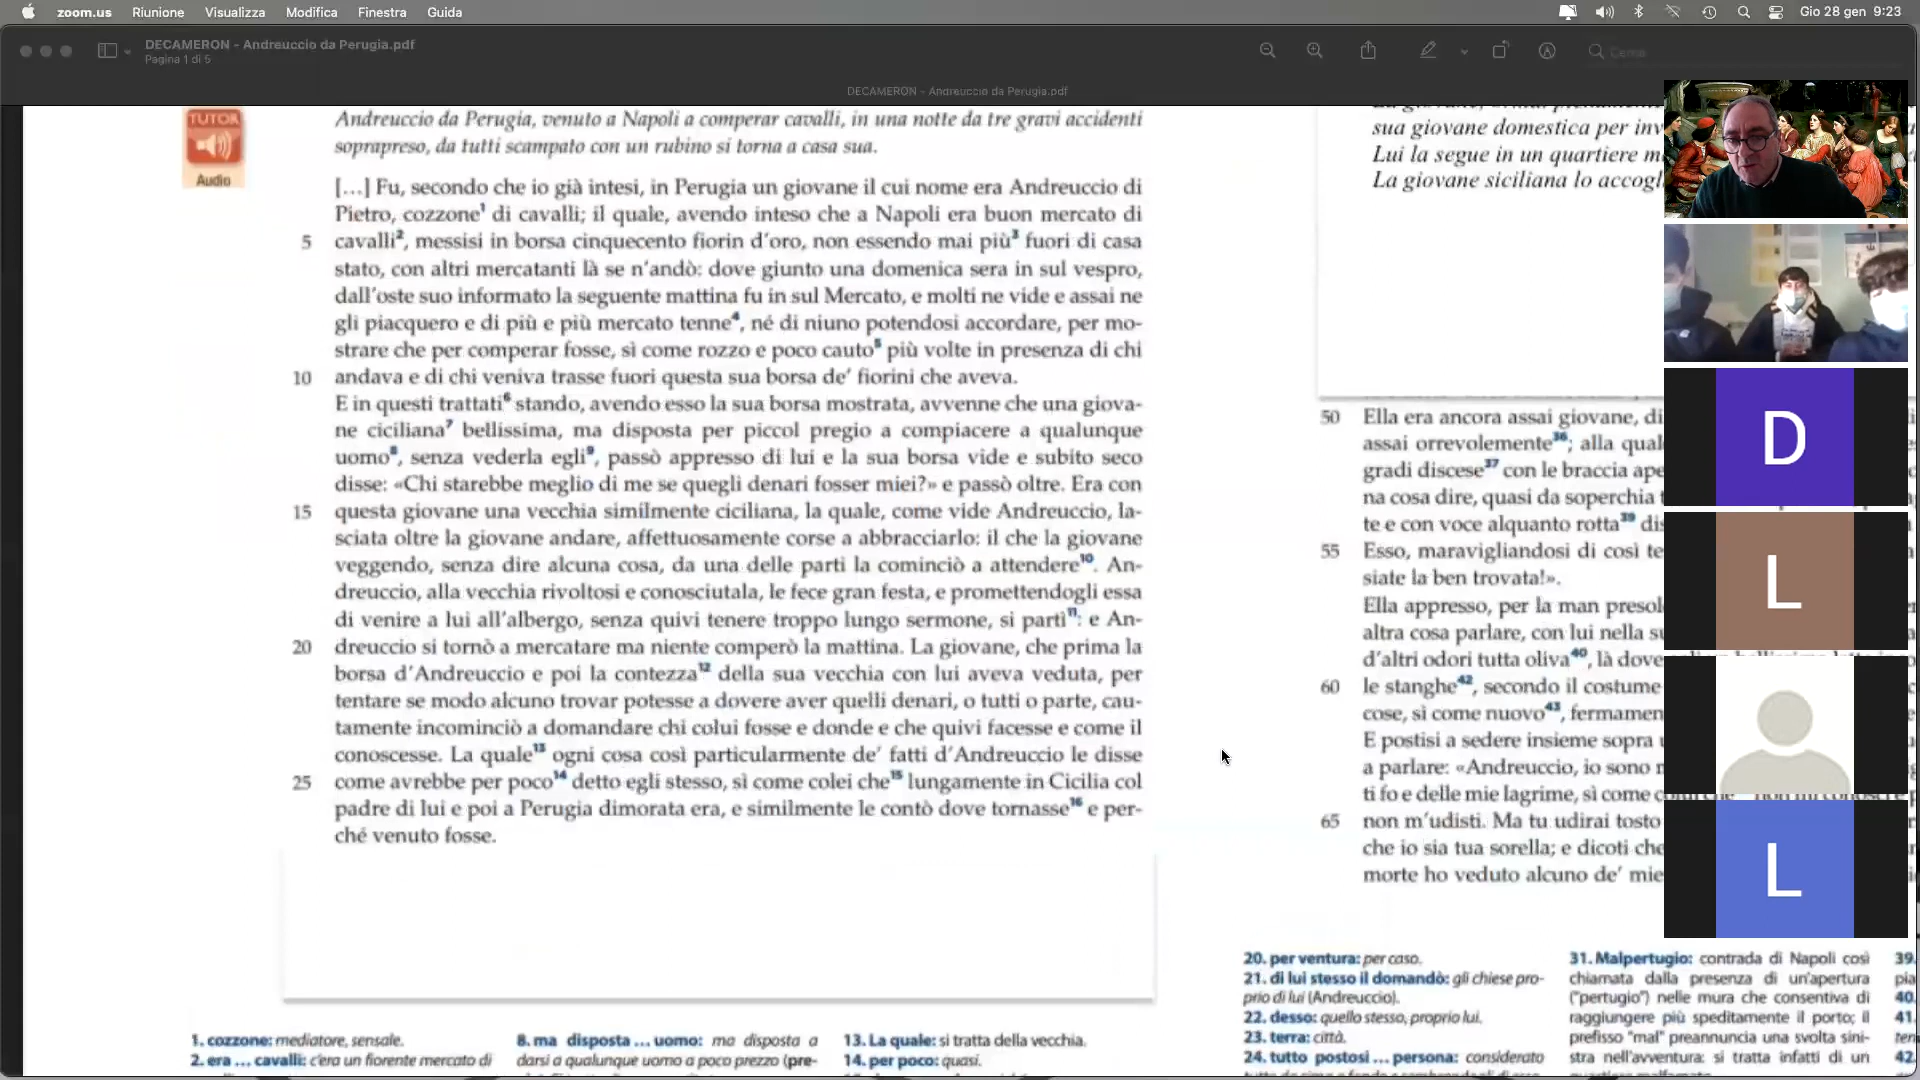 zoom.us Riunione Visualizza Modifica Finestra Guida
Gio 28 gen 9:23
DECAMERON - Andreuccio da Perugia.pdf
Pagina 1 di 5
Cerca
DECAMERON - Andreuccio da Perugia.pdf
TUTOR
Audio
Andreuccio da Perugia, venuto a Napoli a comperar cavalli, in una notte da tre gravi accidenti
soprapreso, da tutti scampato con un rubino si torna a casa sua.
[...] Fu, secondo che io già intesi, in Perugia un giovane il cui nome era Andreuccio di
Pietro, cozzone¹ di cavalli; il quale, avendo inteso che a Napoli era buon mercato di
5 cavalli², messisi in borsa cinquecento fiorin d'oro, non essendo mai più³ fuori di casa
stato, con altri mercatanti là se n'andò: dove giunto una domenica sera in sul vespro,
dall'oste suo informato la seguente mattina fu in sul Mercato, e molti ne vide e assai ne
gli piacquero e di più e più mercato tenne⁴, né di niuno potendosi accordare, per mo-
strare che per comperar fosse, sì come rozzo e poco cauto⁵ più volte in presenza di chi
10 andava e di chi veniva trasse fuori questa sua borsa de' fiorini che aveva.
E in questi trattati⁶ stando, avendo esso la sua borsa mostrata, avvenne che una giova-
ne ciciliana⁷ bellissima, ma disposta per piccol pregio a compiacere a qualunque
uomo⁸, senza vederla egli⁹, passò appresso di lui e la sua borsa vide e subito seco
disse: «Chi starebbe meglio di me se quegli denari fosser miei?» e passò oltre. Era con
15 questa giovane una vecchia similmente ciciliana, la quale, come vide Andreuccio, la-
sciata oltre la giovane andare, affettuosamente corse a abbracciarlo: il che la giovane
veggendo, senza dire alcuna cosa, da una delle parti la cominciò a attendere¹⁰. An-
dreuccio, alla vecchia rivoltosi e conosciutala, le fece gran festa, e promettendogli essa
di venire a lui all'albergo, senza quivi tenere troppo lungo sermone, si partì¹¹: e An-
20 dreuccio si tornò a mercatare ma niente comperò la mattina. La giovane, che prima la
borsa d'Andreuccio e poi la contezza¹² della sua vecchia con lui aveva veduta, per
tentare se modo alcuno trovar potesse a dovere aver quelli denari, o tutti o parte, cau-
tamente incominciò a domandare chi colui fosse e donde e che quivi facesse e come il
conoscesse. La quale¹³ ogni cosa così particularmente de' fatti d'Andreuccio le disse
25 come avrebbe per poco¹⁴ detto egli stesso, sì come colei che¹⁵ lungamente in Cicilia col
padre di lui e poi a Perugia dimorata era, e similmente le contò dove tornasse¹⁶ e per-
ché venuto fosse.
1. cozzone: mediatore, sensale.
2. era ... cavalli: c'era un fiorente mercato di
8. ma disposta ... uomo: ma disposta a
darsi a qualunque uomo a poco prezzo (pre-
13. La quale: si tratta della vecchia.
14. per poco: quasi.
sua giovane domestica per inv
Lui la segue in un quartiere m
La giovane siciliana lo accogl
50 Ella era ancora assai giovane, di
assai orrevolemente³⁶; alla qual
gradi discese³⁷ con le braccia ape
na cosa dire, quasi da soperchia t
te e con voce alquanto rotta³⁹ dis
55 Esso, maravigliandosi di così te
siate la ben trovata!».
Ella appresso, per la man presol
altra cosa parlare, con lui nella su
d'altri odori tutta oliva⁴⁰, là dove
60 le stanghe⁴², secondo il costume
cose, sì come nuovo⁴³, fermamen
E postisi a sedere insieme sopra
a parlare: «Andreuccio, io sono
ti fo e delle mie lagrime, sì come
65 non m'udisti. Ma tu udirai tosto
che io sia tua sorella; e dicoti che
morte ho veduto alcuno de' mie
20. per ventura: per caso.
21. di lui stesso il domandò: gli chiese pro-
prio di lui (Andreuccio).
22. desso: quello stesso, proprio lui.
23. terra: città.
24. tutto postosi ... persona: considerato
31. Malpertugio: contrada di Napoli così
chiamata dalla presenza di un'apertura
("pertugio") nelle mura che consentiva di
raggiungere più speditamente il porto; il
prefisso "mal" preannuncia una svolta sini-
stra nell'avventura: si tratta infatti di un
39.
pia
40.
41.
42.
D
L
L